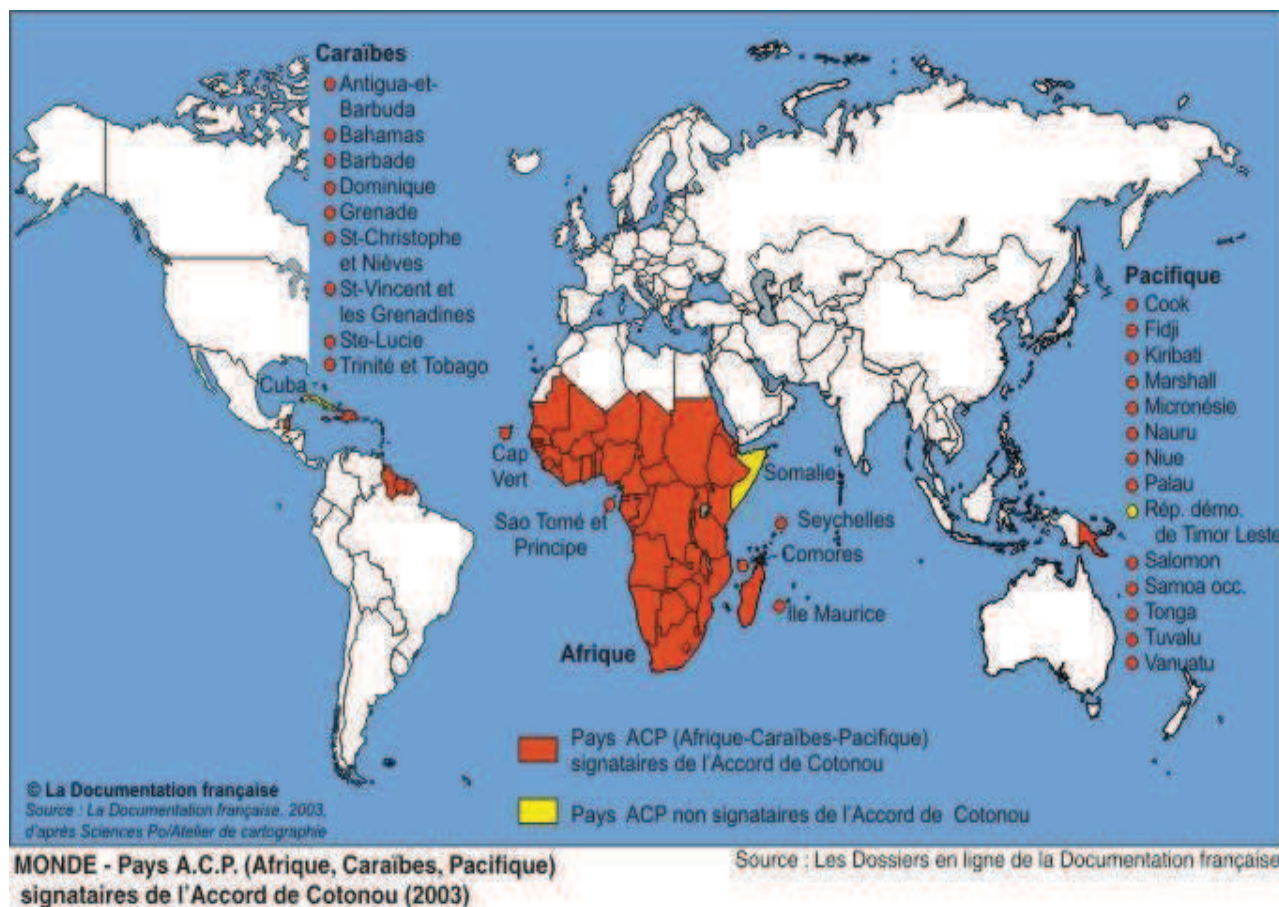 Caraïbes
Antigua-et-
Barbuda
Bahamas
Barbade
Dominique
Grenade
St-Christophe
et Nièves
St-Vincent et
les Grenadines
Ste-Lucie
Trinité et Tobago
Cuba
Cap
Vert
Sao Tomé et
Principe
Somalie
Seychelles
Comores
Île Maurice
Afrique
Pacifique
Cook
Fidji
Kiribati
Marshall
Micronésie
Nauru
Niue
Palau
Rép. démo.
de Timor Leste
Salomon
Samoa occ.
Tonga
Tuvalu
Vanuatu
Pays ACP (Afrique-Caraïbes-Pacifique)
signataires de l'Accord de Cotonou
Pays ACP non signataires de l'Accord de Cotonou
© La Documentation française
Source : La Documentation française, 2003,
d'après Sciences Po/Atelier de cartographie
MONDE - Pays A.C.P. (Afrique, Caraïbes, Pacifique)
signataires de l'Accord de Cotonou (2003)
Source : Les Dossiers en ligne de la Documentation française